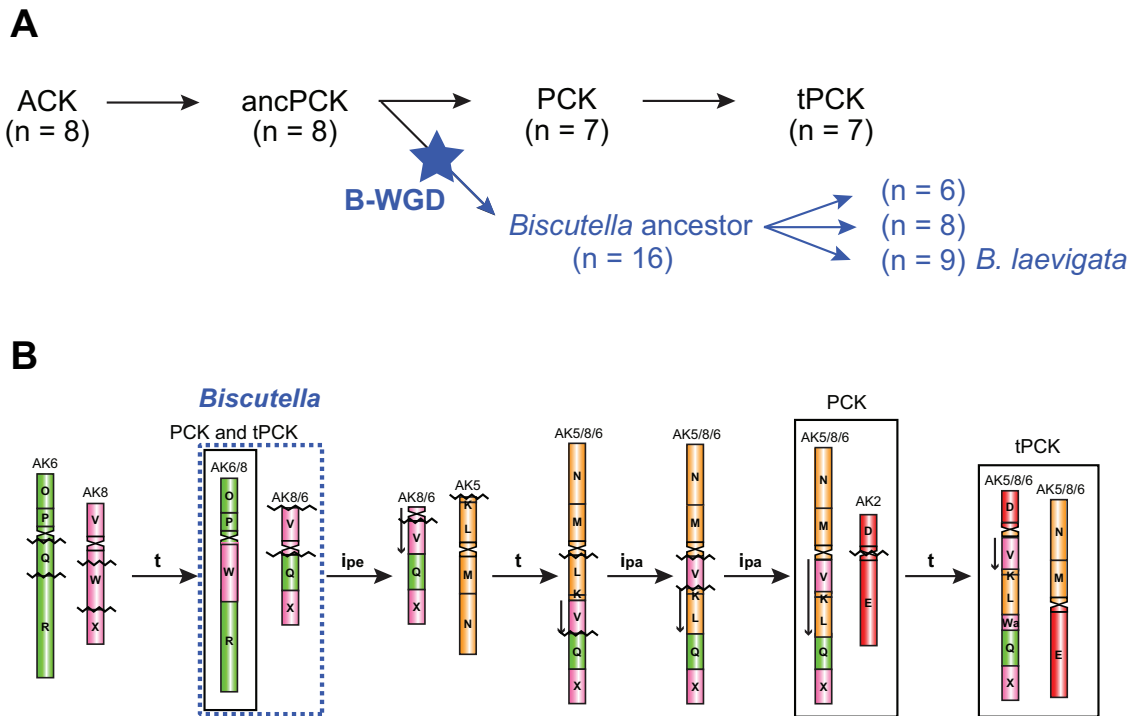 A
ACK
(n = 8)
ancPCK
(n = 8)
PCK
(n = 7)
tPCK
(n = 7)
B-WGD
Biscutella ancestor
(n = 16)
(n = 6)
(n = 8)
(n = 9) B. laevigata
B
Biscutella
PCK and tPCK
AK6
O
P
Q
R
AK8
V
W
X
t
AK6/8
O
P
W
R
AK8/6
V
Q
X
ipe
AK8/6
V
Q
X
AK5
K
L
M
N
t
AK5/8/6
N
M
L
K
V
Q
X
ipa
AK5/8/6
N
M
V
K
L
Q
X
ipa
PCK
AK5/8/6
N
M
V
K
L
Q
X
AK2
D
E
t
tPCK
AK5/8/6
D
V
K
L
Wa
Q
X
AK5/8/6
N
M
E